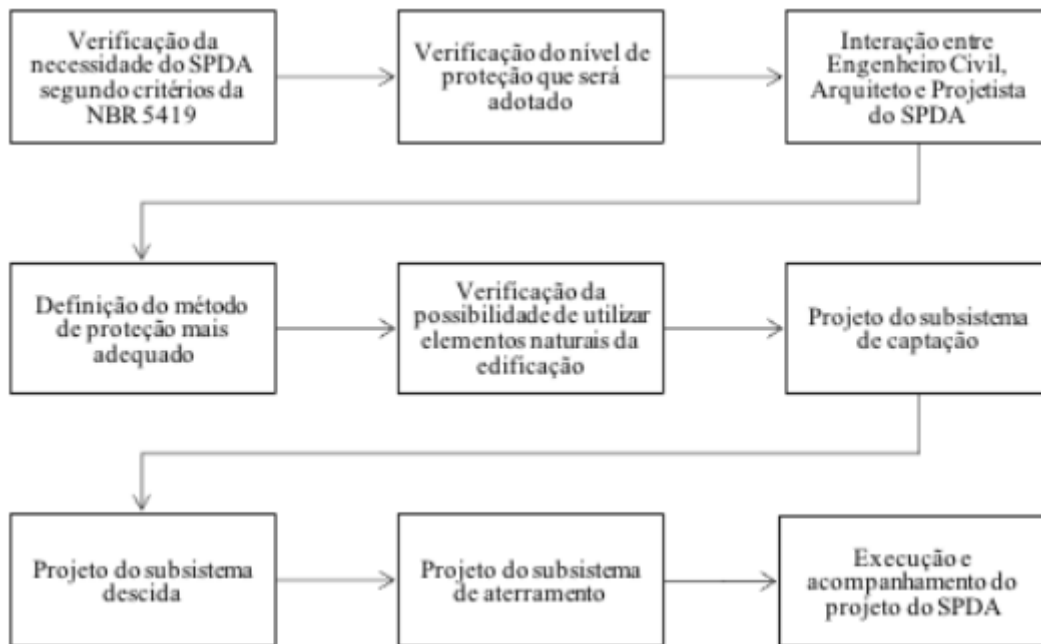 Verificação da
necessidade do SPDA
segundo critérios da
NBR 5419
Verificação do nível de
proteção que será
adotado
Interação entre
Engenheiro Civil,
Arquiteto e Projetista
do SPDA
Definição do método
de proteção mais
adequado
Verificação da
possibilidade de utilizar
elementos naturais da
edificação
Projeto do subsistema
de captação
Projeto do subsistema
descida
Projeto do subsistema
de aterramento
Execução e
acompanhamento do
projeto do SPDA